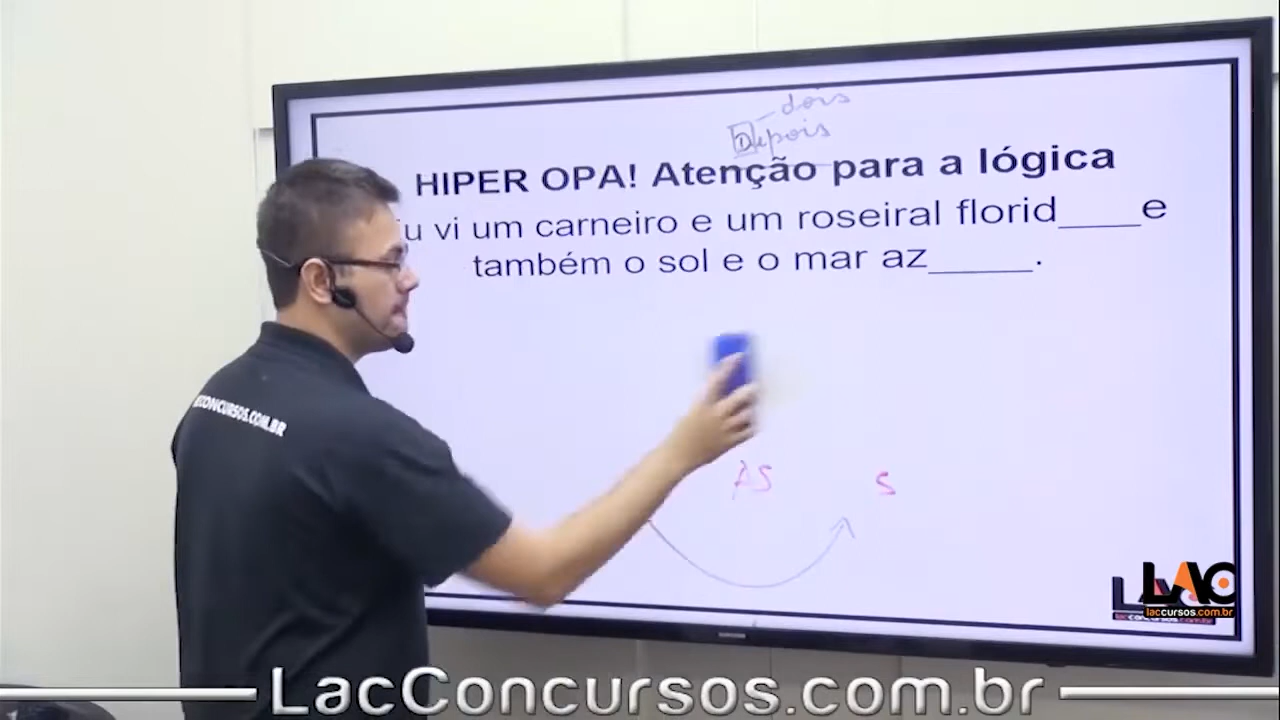 dois
Depois
HIPER OPA! Atenção para a lógica
u vi um carneiro e um roseiral florid____e
também o sol e o mar az_____.
AS S
CONCURSOS.COM.BR
LAC
laccursos.com.br
LacConcursos.com.br